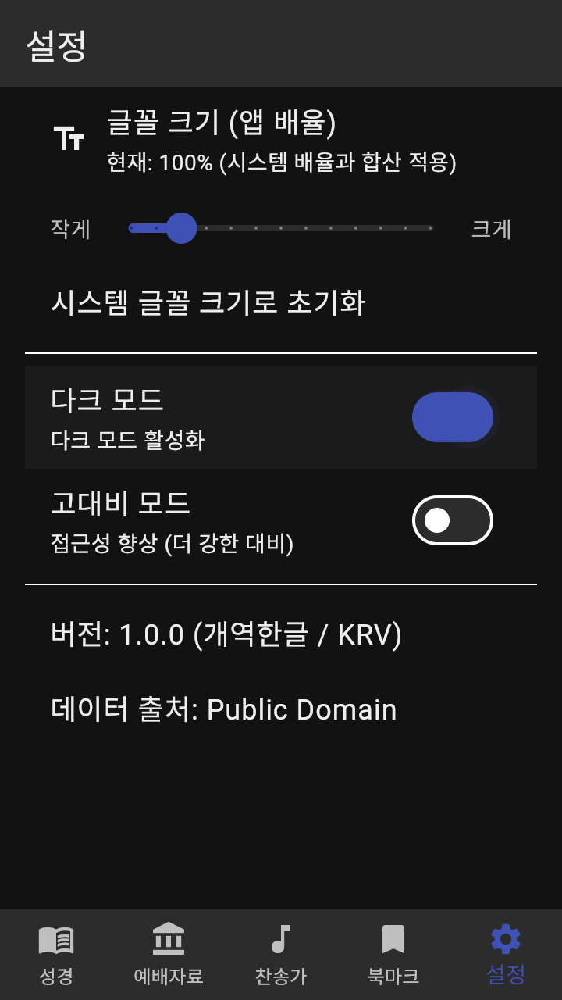 설정
글꼴 크기 (앱 배율)
현재: 100% (시스템 배율과 합산 적용)
작게
크게
시스템 글꼴 크기로 초기화
다크 모드
다크 모드 활성화
고대비 모드
접근성 향상 (더 강한 대비)
버전: 1.0.0 (개역한글 / KRV)
데이터 출처: Public Domain
성경
예배자료
찬송가
북마크
설정